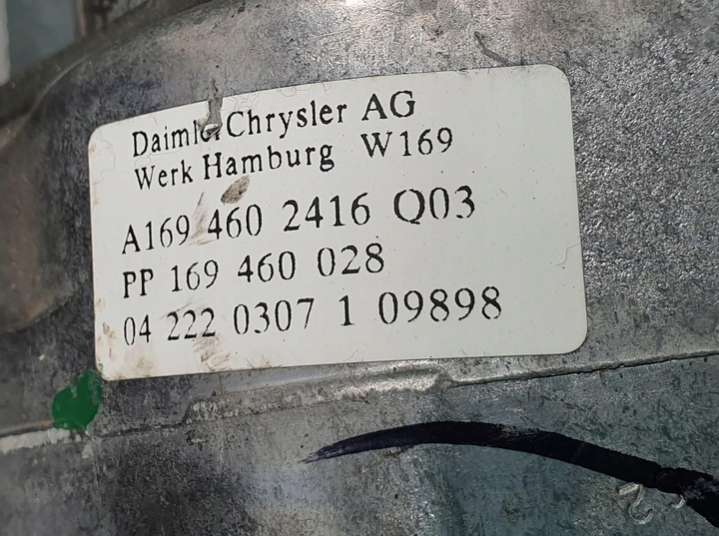 DaimlerChrysler AG
Werk Hamburg W169
A169 460 2416 Q03
PP 169 460 028
04 222 0307 1 09898